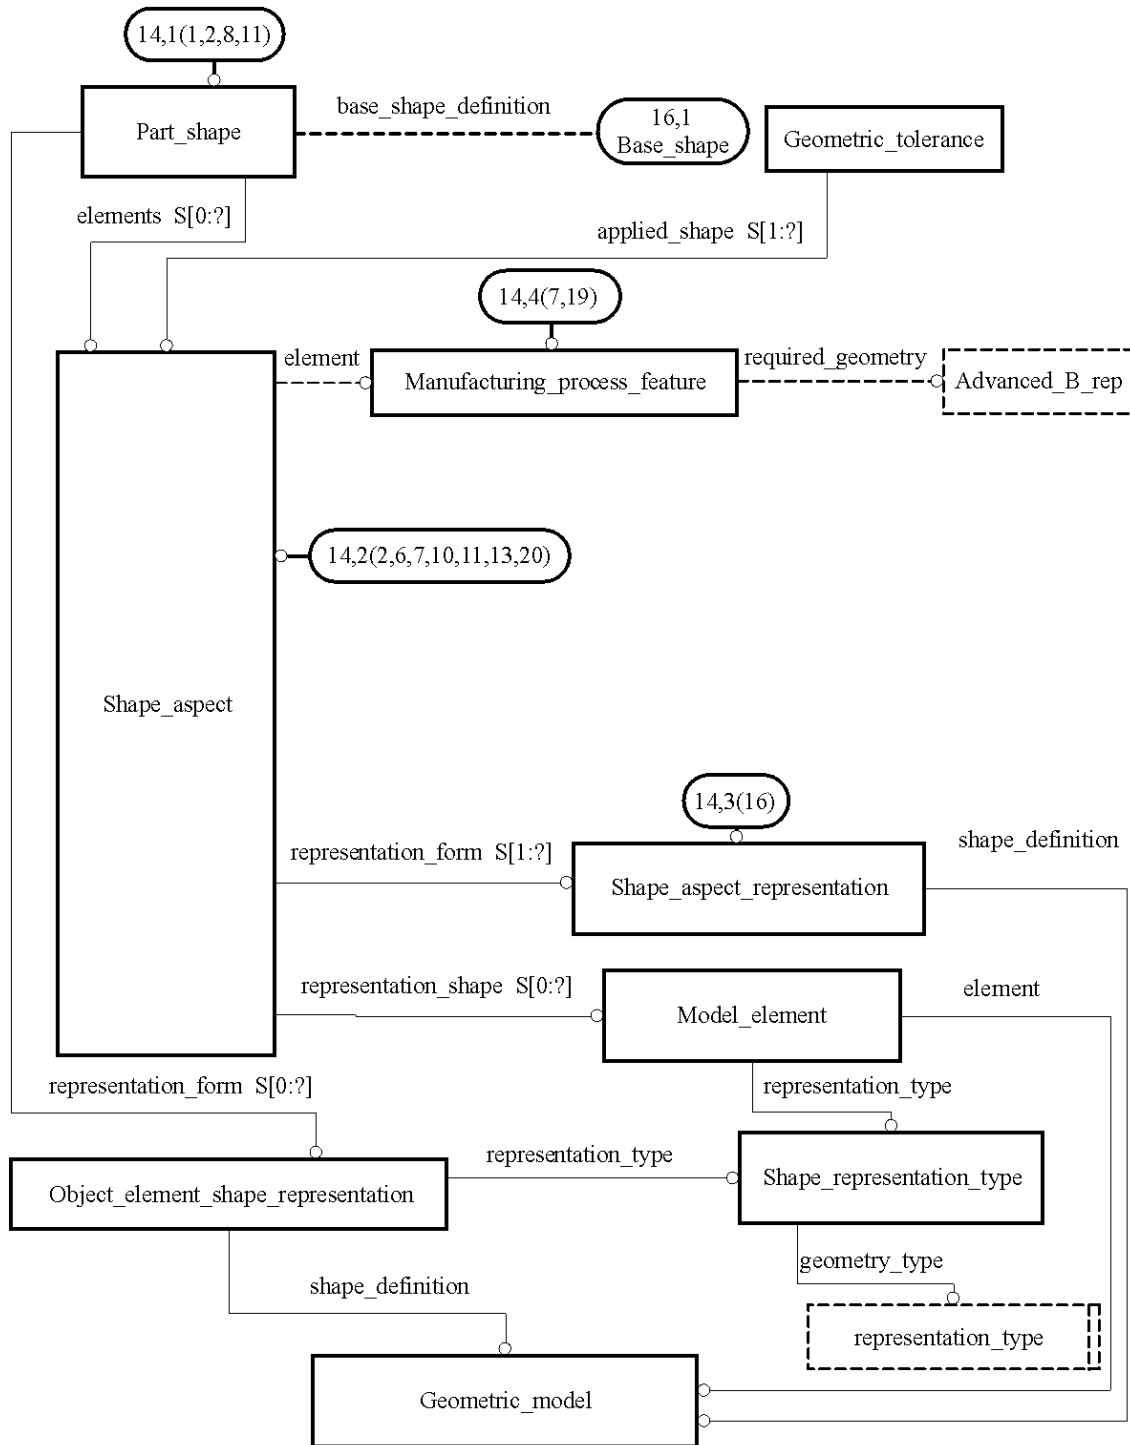 14,1(1,2,8,11)
Part_shape
base_shape_definition
16,1
Base_shape
Geometric_tolerance
elements S[0:?]
applied_shape S[1:?]
14,4(7,19)
element
Manufacturing_process_feature
required_geometry
Advanced_B_rep
14,2(2,6,7,10,11,13,20)
Shape_aspect
14,3(16)
representation_form S[1:?]
Shape_aspect_representation
shape_definition
representation_shape S[0:?]
Model_element
element
representation_form S[0:?]
representation_type
Object_element_shape_representation
representation_type
Shape_representation_type
shape_definition
geometry_type
representation_type
Geometric_model